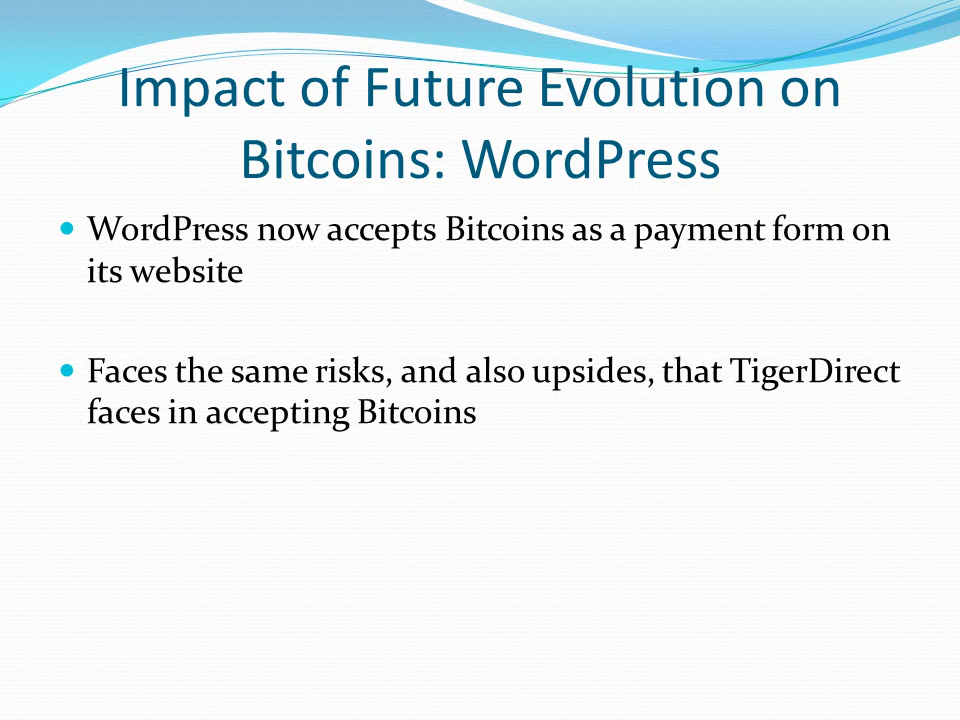 Impact of Future Evolution on
Bitcoins: WordPress
WordPress now accepts Bitcoins as a payment form on
its website
Faces the same risks, and also upsides, that TigerDirect
faces in accepting Bitcoins